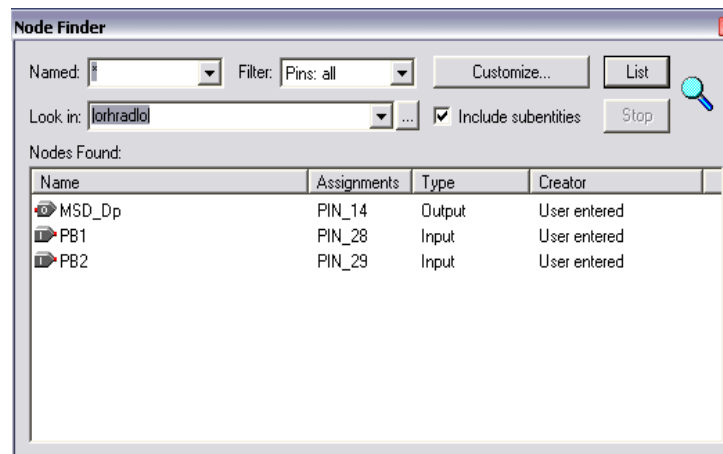 Node Finder
Named: * Filter: Pins: all Customize... List
Look in: |orhradlo| ... Include subentities Stop
Nodes Found:
Name Assignments Type Creator
MSD_Dp PIN_14 Output User entered
PB1 PIN_28 Input User entered
PB2 PIN_29 Input User entered